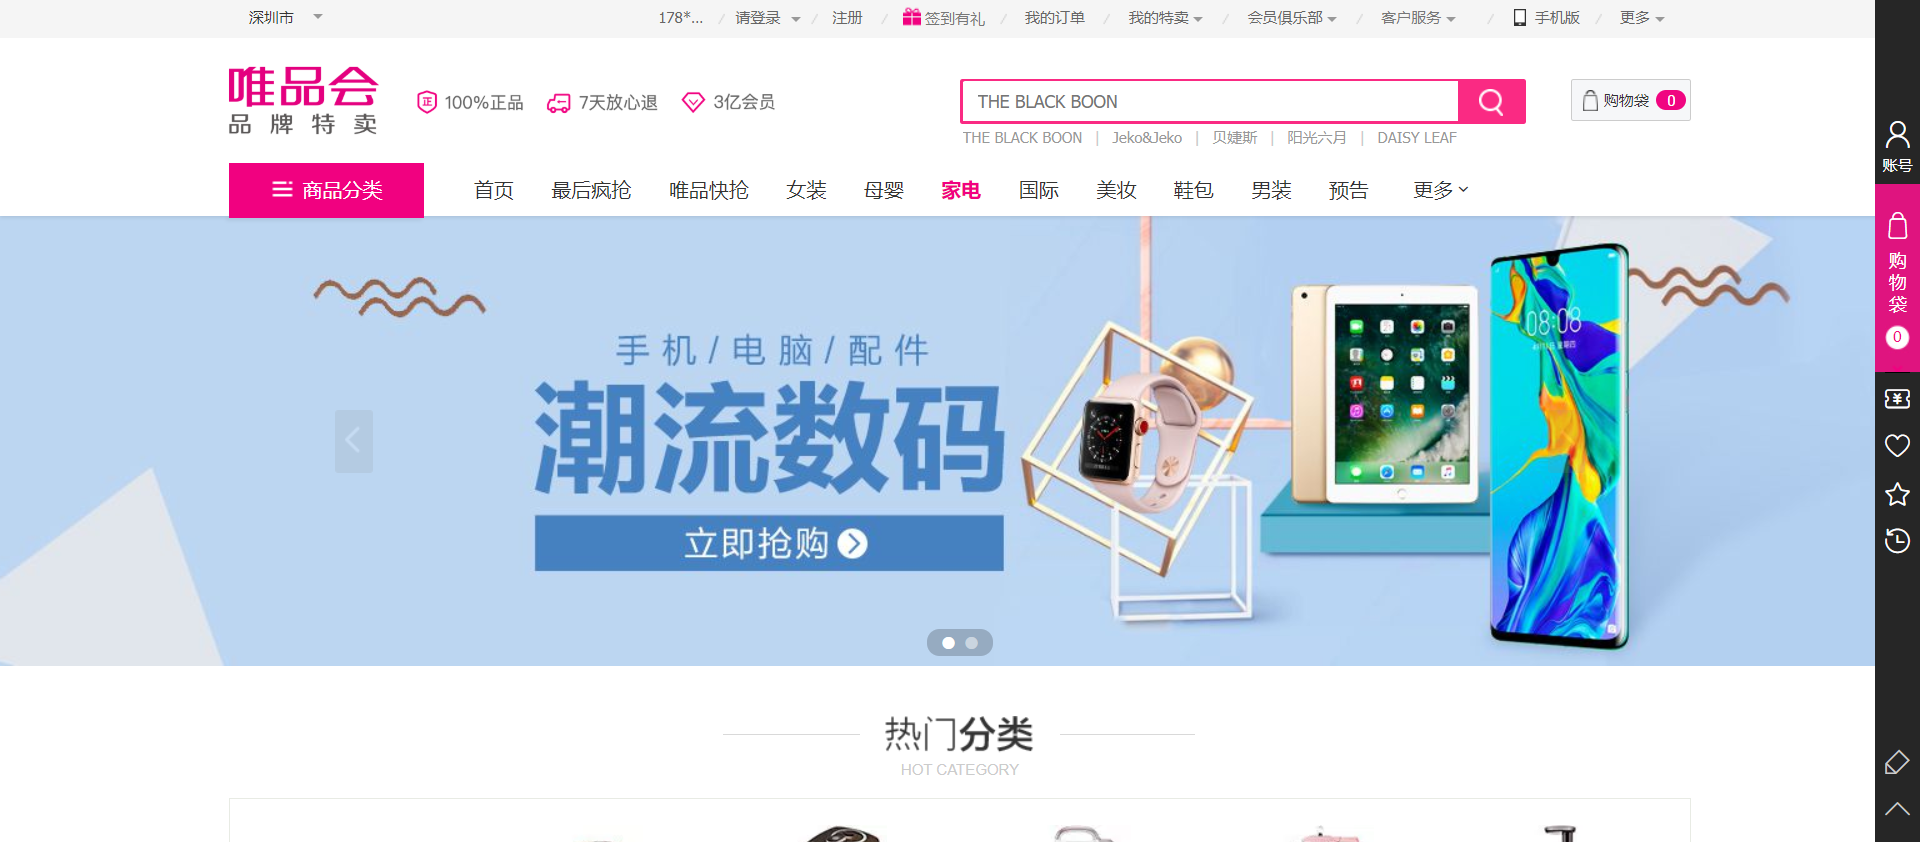 深圳市
178*...
请登录
注册
签到有礼
我的订单
我的特卖
会员俱乐部
客户服务
手机版
更多
唯品会
品牌特卖
100%正品
7天放心退
3亿会员
THE BLACK BOON
购物袋 0
THE BLACK BOON | Jeko&Jeko | 贝婕斯 | 阳光六月 | DAISY LEAF
账号
商品分类
首页
最后疯抢
唯品快抢
女装
母婴
家电
国际
美妆
鞋包
男装
预告
更多
购物袋
0
手机/电脑/配件
潮流数码
立即抢购
08:08
热门分类
HOT CATEGORY